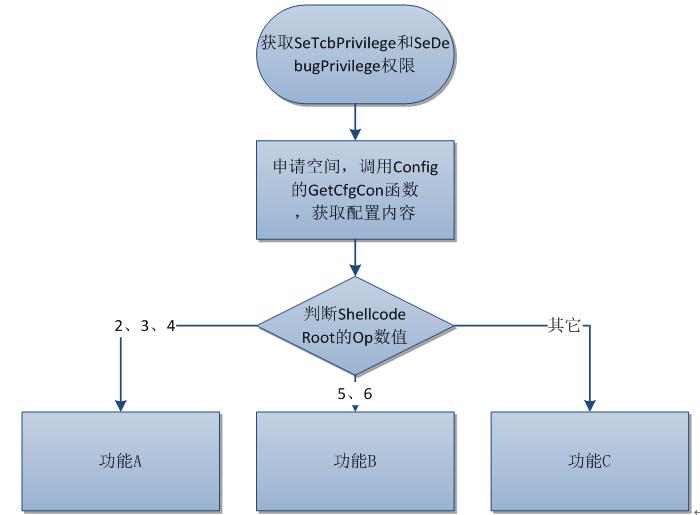 获取SeTcbPrivilege和SeDe
bugPrivilege权限
申请空间，调用Config
的GetCfgCon函数
，获取配置内容
判断Shellcode
Root的Op数值
2、3、4
其它
5、6
功能A
功能B
功能C